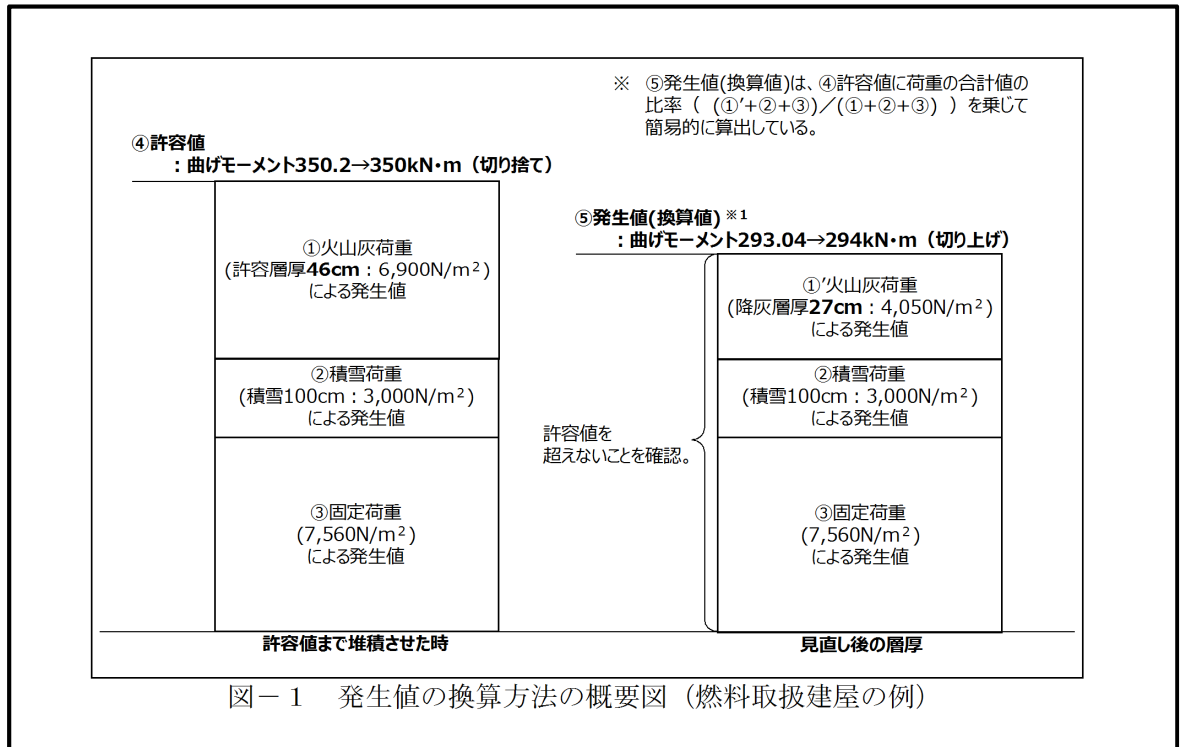 ※ ⑤発生値(換算値)は、④許容値に荷重の合計値の
比率（ (①’+②+③)／(①+②+③) ）を乗じて
簡易的に算出している。
④許容値
：曲げモーメント350.2→350kN・m（切り捨て）
①火山灰荷重
(許容層厚46cm：6,900N/m²)
による発生値
②積雪荷重
(積雪100cm：3,000N/m²)
による発生値
③固定荷重
(7,560N/m²)
による発生値
許容値まで堆積させた時
⑤発生値(換算値)※1
：曲げモーメント293.04→294kN・m（切り上げ）
①’火山灰荷重
(降灰層厚27cm：4,050N/m²)
による発生値
②積雪荷重
(積雪100cm：3,000N/m²)
による発生値
許容値を
超えないことを確認。
③固定荷重
(7,560N/m²)
による発生値
見直し後の層厚
図－１　発生値の換算方法の概要図（燃料取扱建屋の例）